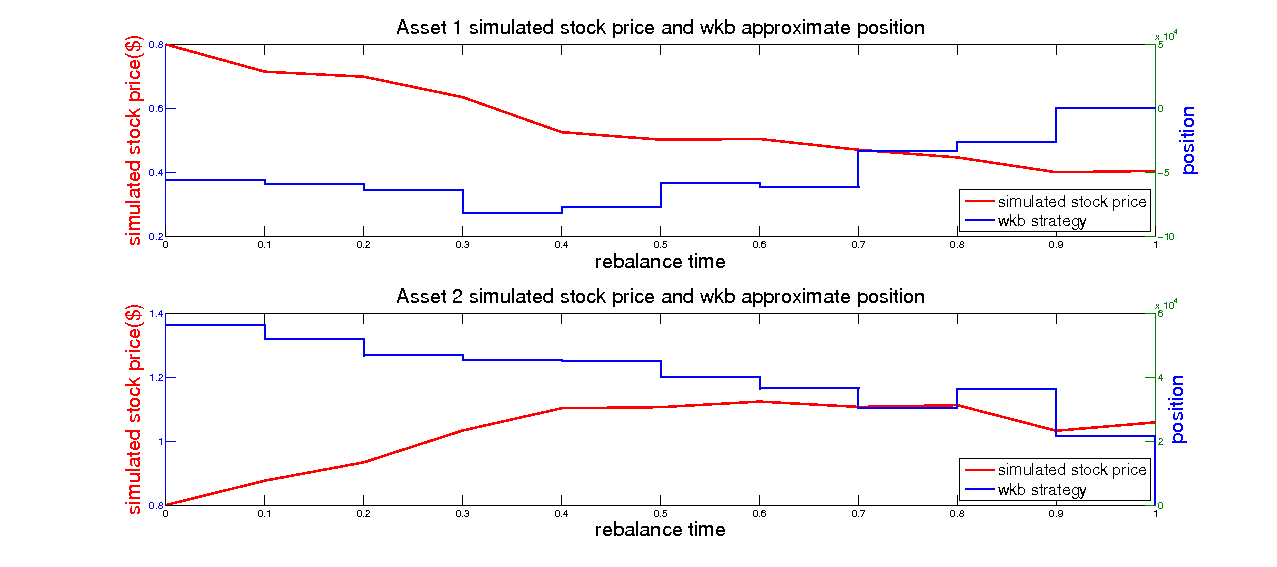 Asset 1 simulated stock price and wkb approximate position
x 10^4
simulated stock price($)
0.8
0.6
0.4
0.2
5
0
-5
-10
position
simulated stock price
wkb strategy
0 0.1 0.2 0.3 0.4 0.5 0.6 0.7 0.8 0.9 1
rebalance time
Asset 2 simulated stock price and wkb approximate position
x 10^4
simulated stock price($)
1.4
1.2
1
0.8
6
4
2
0
position
simulated stock price
wkb strategy
0 0.1 0.2 0.3 0.4 0.5 0.6 0.7 0.8 0.9 1
rebalance time